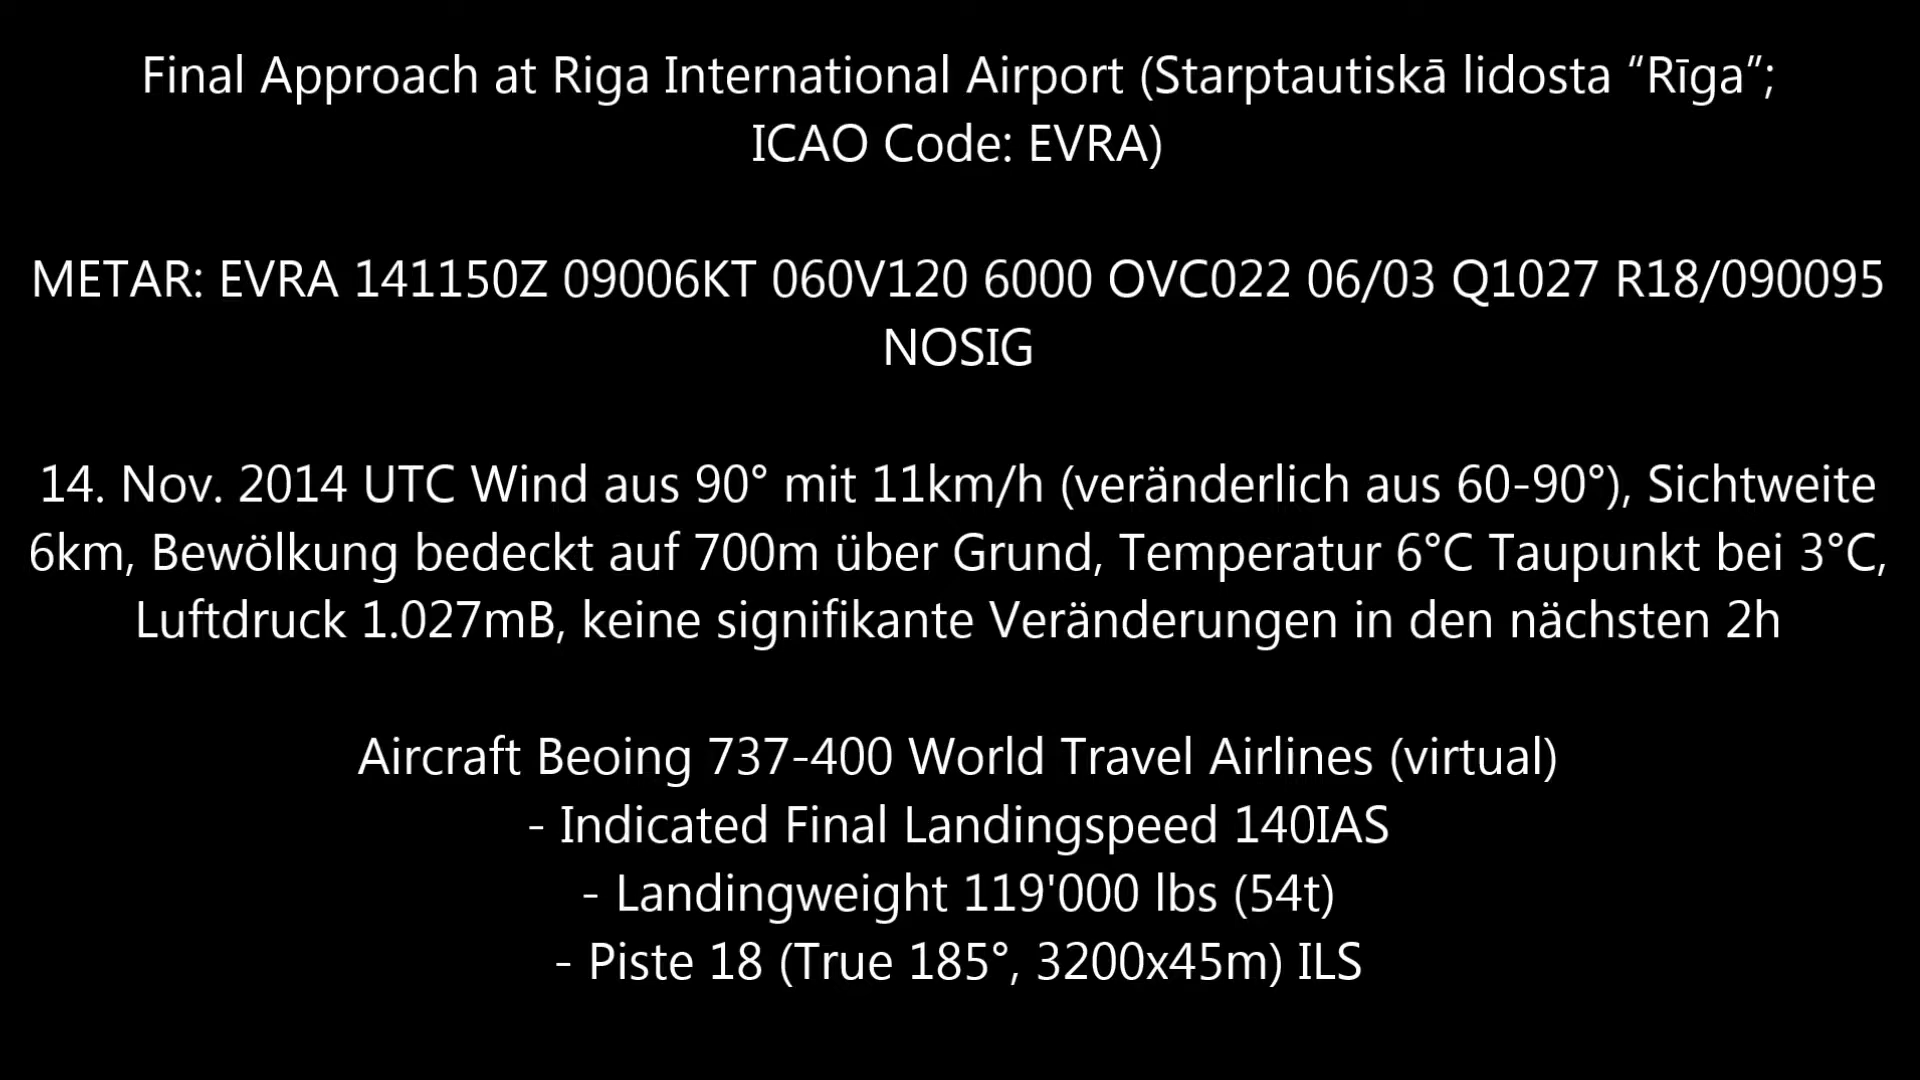 Final Approach at Riga International Airport (Starptautiskā lidosta “Rīga”;
ICAO Code: EVRA)
METAR: EVRA 141150Z 09006KT 060V120 6000 OVC022 06/03 Q1027 R18/090095
NOSIG
14. Nov. 2014 UTC Wind aus 90° mit 11km/h (veränderlich aus 60-90°), Sichtweite
6km, Bewölkung bedeckt auf 700m über Grund, Temperatur 6°C Taupunkt bei 3°C,
Luftdruck 1.027mB, keine signifikante Veränderungen in den nächsten 2h
Aircraft Beoing 737-400 World Travel Airlines (virtual)
- Indicated Final Landingspeed 140IAS
- Landingweight 119'000 lbs (54t)
- Piste 18 (True 185°, 3200x45m) ILS